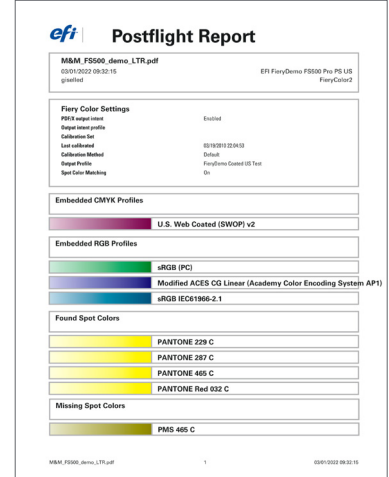 efi Postflight Report
M&M_FS500_demo_LTR.pdf
03/01/2022 09:32:15 EFI FieryDemo FS500 Pro PS US
giselled FieryColor2
Fiery Color Settings
PDF/X output intent Enabled
Output intent profile
Calibration Set
Last calibrated 03/19/2010 22:04:53
Calibration Method Default
Output Profile FieryDemo Coated US Test
Spot Color Matching On
Embedded CMYK Profiles
U.S. Web Coated (SWOP) v2
Embedded RGB Profiles
sRGB (PC)
Modified ACES CG Linear (Academy Color Encoding System AP1)
sRGB IEC61966-2.1
Found Spot Colors
PANTONE 229 C
PANTONE 287 C
PANTONE 465 C
PANTONE Red 032 C
Missing Spot Colors
PMS 465 C
M&M_FS500_demo_LTR.pdf 1 03/01/2022 09:32:15